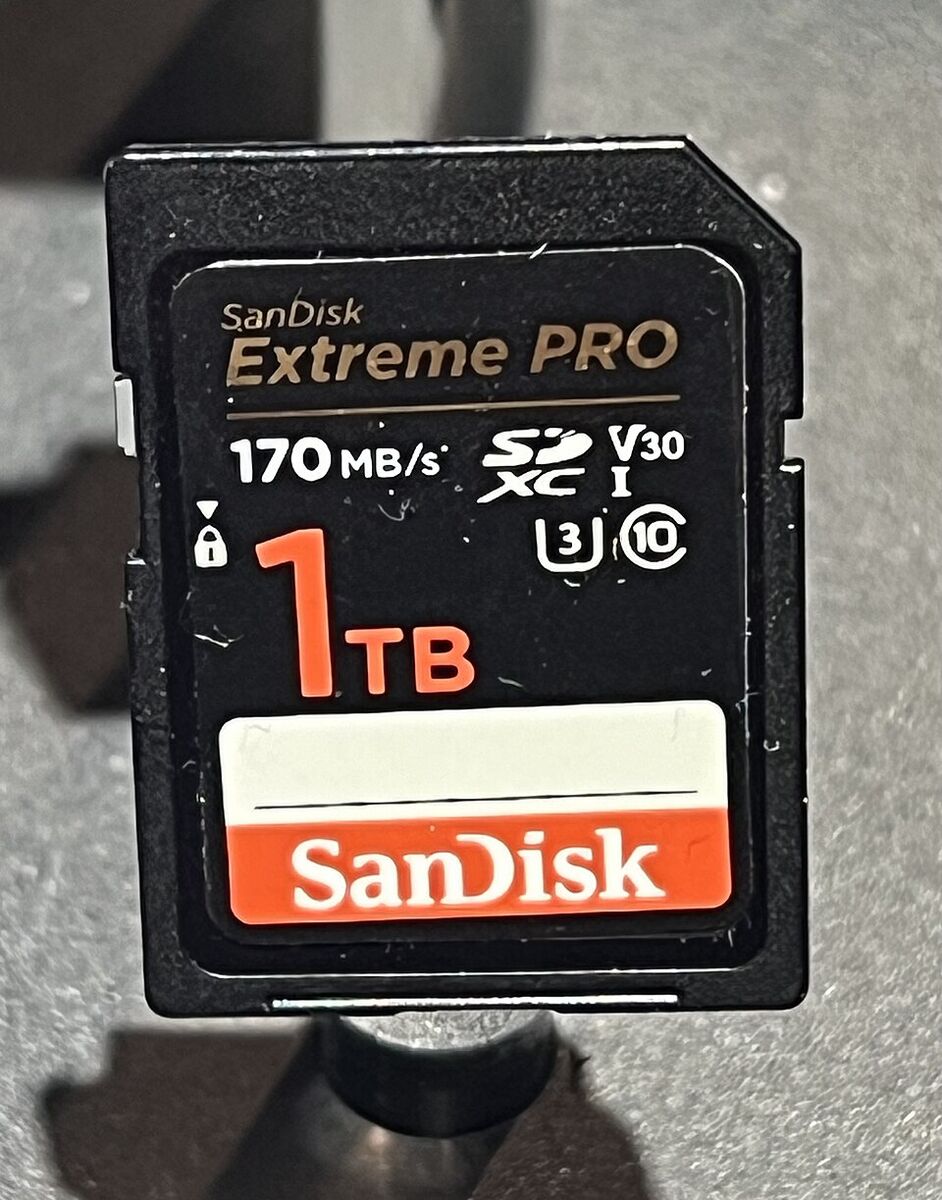 SanDisk
Extreme PRO
170 MB/s*
SD XC
V30
I
3
10
1TB
SanDisk